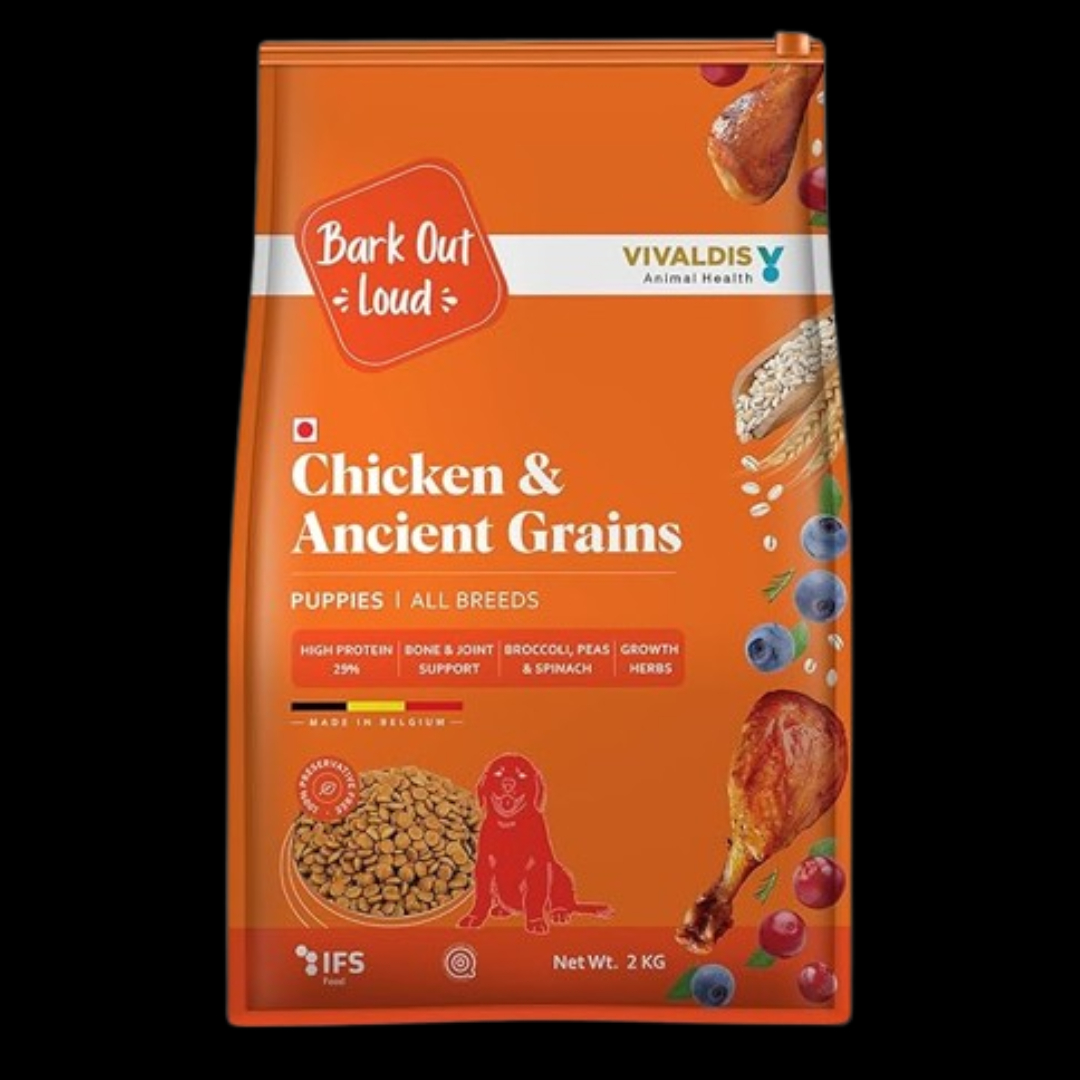 Bark Out
Loud
VIVALDIS
Animal Health
Chicken &
Ancient Grains
PUPPIES | ALL BREEDS
HIGH PROTEIN
29%
BONE & JOINT
SUPPORT
BROCCOLI, PEAS
& SPINACH
GROWTH
HERBS
MADE IN BELGIUM
100% PRESERVATIVE FREE
IFS
Food
Net Wt. 2 KG